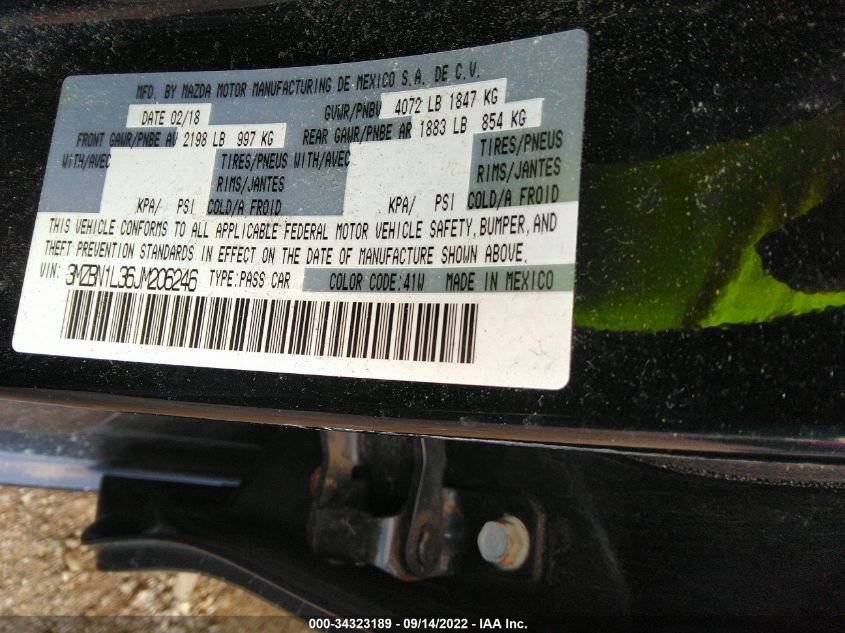 MFD. BY MAZDA MOTOR MANUFACTURING DE MEXICO S.A. DE C.V.
DATE 02/18 GVWR/PNBV 4072 LB 1847 KG
FRONT GAWR/PNBE AV 2198 LB 997 KG REAR GAWR/PNBE AR 1883 LB 854 KG
WITH/AVEC TIRES/PNEUS WITH/AVEC TIRES/PNEUS
RIMS/JANTES RIMS/JANTES
KPA/ PSI COLD/A FROID KPA/ PSI COLD/A FROID
THIS VEHICLE CONFORMS TO ALL APPLICABLE FEDERAL MOTOR VEHICLE SAFETY, BUMPER, AND
THEFT PREVENTION STANDARDS IN EFFECT ON THE DATE OF MANUFACTURE SHOWN ABOVE.
VIN: 3MZBN1L36JM206246 TYPE:PASS CAR COLOR CODE:41W MADE IN MEXICO
000-34323189 - 09/14/2022 - IAA Inc.